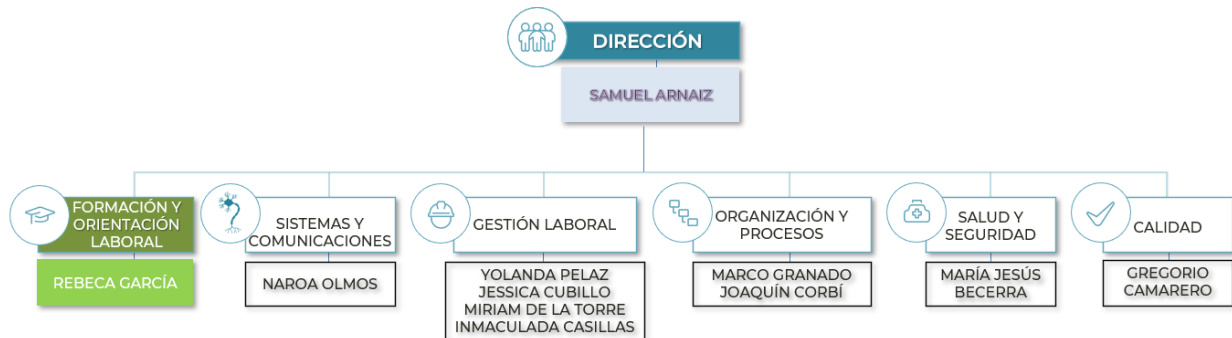 DIRECCIÓN
SAMUEL ARNAIZ
FORMACIÓN Y
ORIENTACIÓN
LABORAL
REBECA GARCÍA
SISTEMAS Y
COMUNICACIONES
NAROA OLMOS
GESTIÓN LABORAL
YOLANDA PELAZ
JESSICA CUBILLO
MIRIAM DE LA TORRE
INMACULADA CASILLAS
ORGANIZACIÓN Y
PROCESOS
MARCO GRANADO
JOAQUÍN CORBÍ
SALUD Y
SEGURIDAD
MARÍA JESÚS
BECERRA
CALIDAD
GREGORIO
CAMARERO